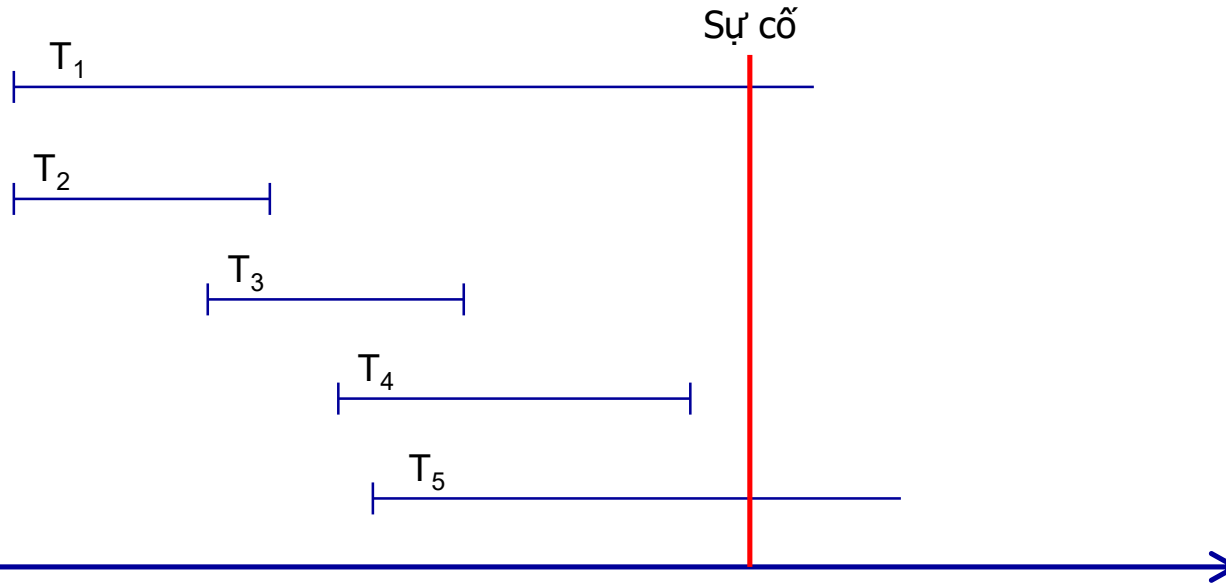 Sự cố
T₁
T₂
T₃
T₄
T₅